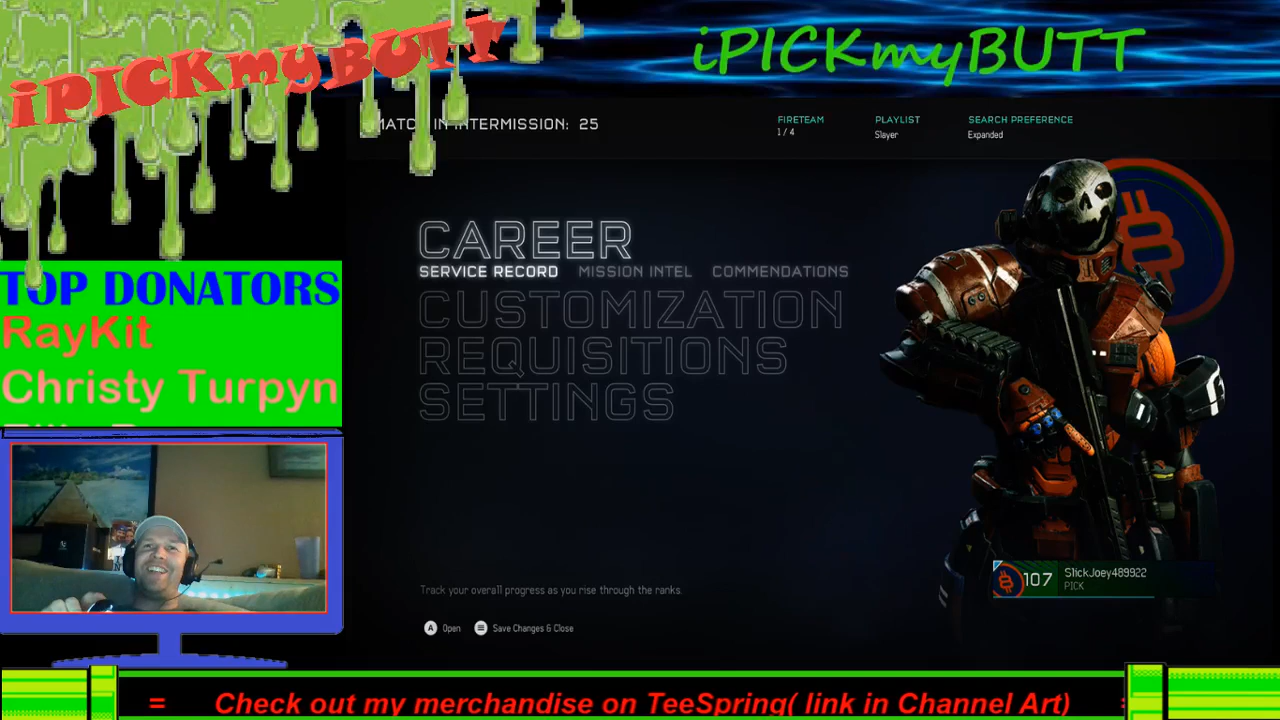 iPICKmyBUTT
iPICKmyBUTT
MATCH IN INTERMISSION: 25
FIRETEAM
1 / 4
PLAYLIST
Slayer
SEARCH PREFERENCE
Expanded
CAREER
SERVICE RECORD MISSION INTEL COMMENDATIONS
CUSTOMIZATION
REQUISITIONS
SETTINGS
TOP DONATORS
RayKit
Christy Turpyn
Track your overall progress as you rise through the ranks.
A Open Save Changes & Close
107 SlickJoey489922
PICK
= Check out my merchandise on TeeSpring( link in Channel Art)